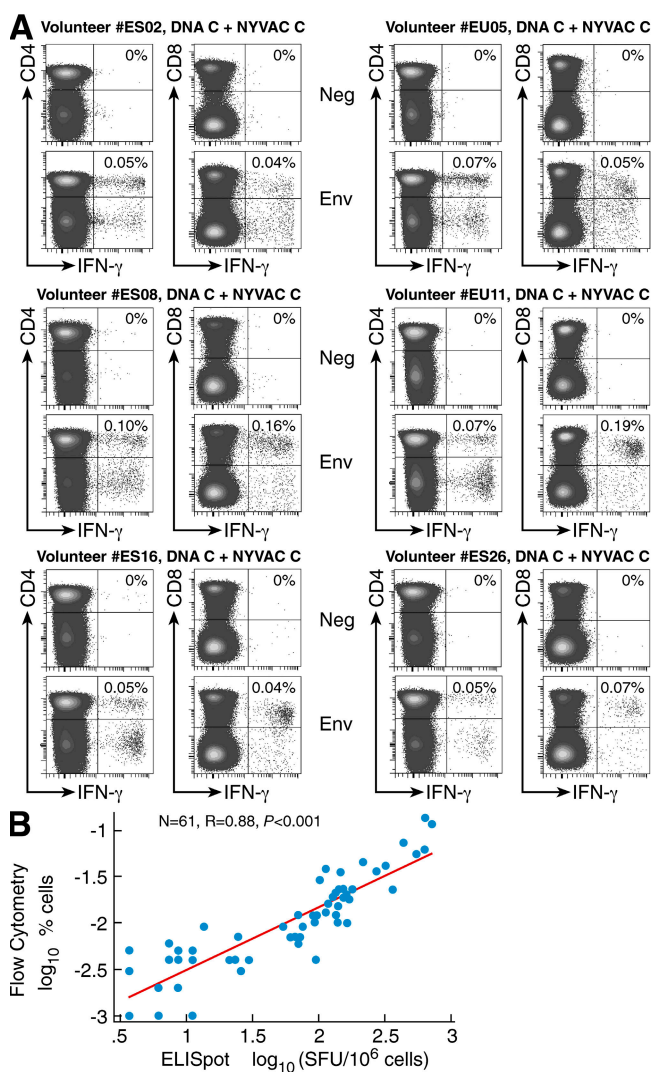 A
Volunteer #ES02, DNA C + NYVAC C
Volunteer #EU05, DNA C + NYVAC C
CD4
0%
CD8
0%
Neg
CD4
0%
CD8
0%
0.05%
0.04%
Env
0.07%
0.05%
IFN-γ
IFN-γ
IFN-γ
IFN-γ
Volunteer #ES08, DNA C + NYVAC C
Volunteer #EU11, DNA C + NYVAC C
CD4
0%
CD8
0%
Neg
CD4
0%
CD8
0%
0.10%
0.16%
Env
0.07%
0.19%
IFN-γ
IFN-γ
IFN-γ
IFN-γ
Volunteer #ES16, DNA C + NYVAC C
Volunteer #ES26, DNA C + NYVAC C
CD4
0%
CD8
0%
Neg
CD4
0%
CD8
0%
0.05%
0.04%
Env
0.05%
0.07%
IFN-γ
IFN-γ
IFN-γ
IFN-γ
B
N=61, R=0.88, P<0.001
Flow Cytometry
log10 % cells
-1
-1.5
-2
-2.5
-3
.5
1
1.5
2
2.5
3
ELISpot log10 (SFU/10⁶ cells)